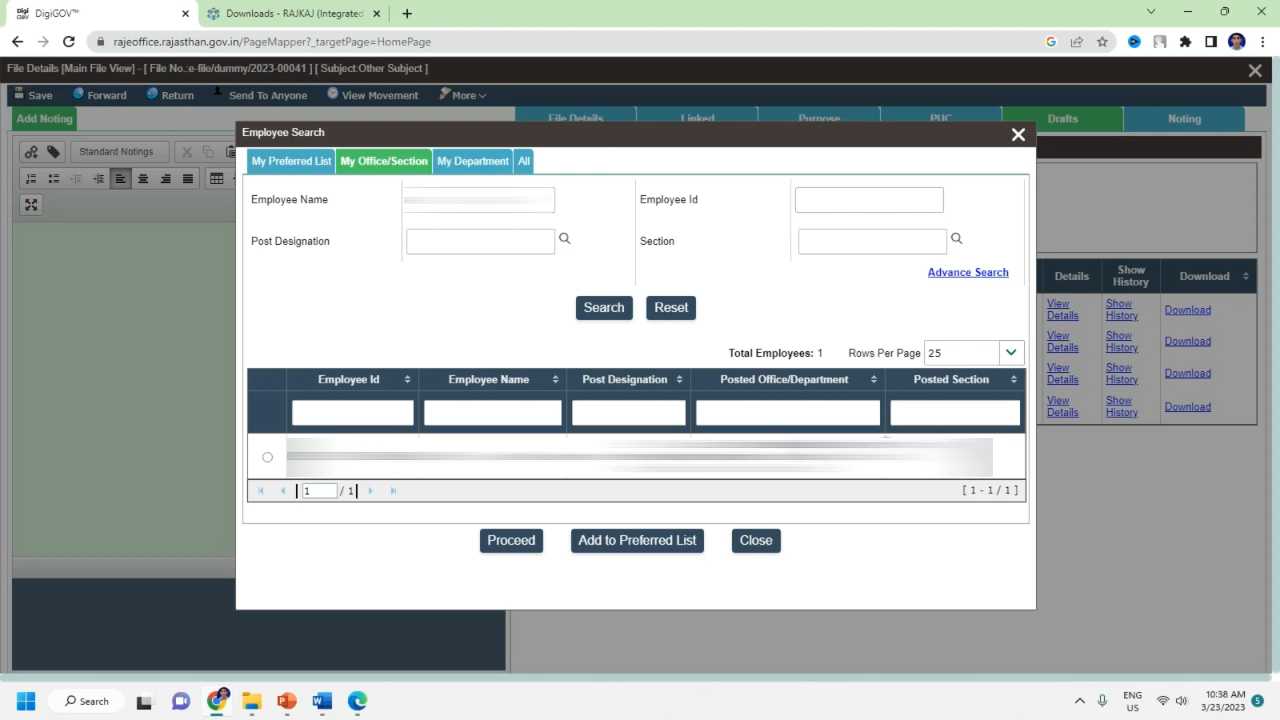 DigiGOV™
Downloads - RAJKAJ (Integrated
rajeoffice.rajasthan.gov.in/PageMapper?_targetPage=HomePage
File Details [Main File View] - [ File No.:e-file/dummy/2023-00041 ] [ Subject:Other Subject ]
Save Forward Return Send To Anyone View Movement More
Add Noting File Details Linked Purpose PUC Drafts Noting
Employee Search
Standard Notings
My Preferred List My Office/Section My Department All
Employee Name Employee Id
Post Designation Section
Advance Search
Search Reset
Total Employees: 1 Rows Per Page 25
Employee Id Employee Name Post Designation Posted Office/Department Posted Section
1 / 1 [ 1 - 1 / 1 ]
Proceed Add to Preferred List Close
Details Show History Download
View Details Show History Download
View Details Show History Download
View Details Show History Download
View Details Show History Download
Search
ENG
US
10:38 AM
3/23/2023
5